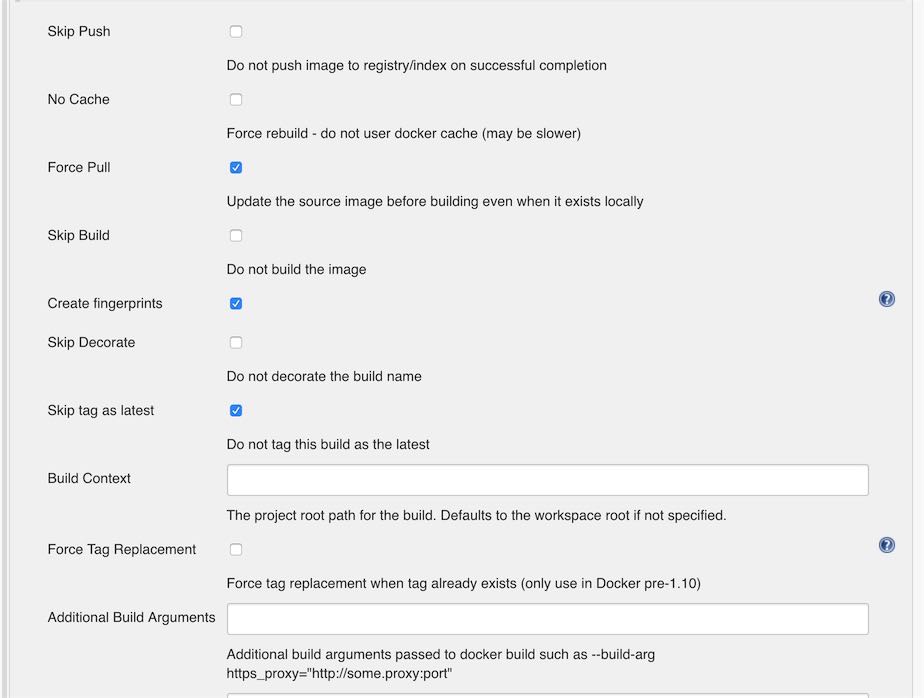 Skip Push
Do not push image to registry/index on successful completion
No Cache
Force rebuild - do not user docker cache (may be slower)
Force Pull
Update the source image before building even when it exists locally
Skip Build
Do not build the image
Create fingerprints
Skip Decorate
Do not decorate the build name
Skip tag as latest
Do not tag this build as the latest
Build Context
The project root path for the build. Defaults to the workspace root if not specified.
Force Tag Replacement
Force tag replacement when tag already exists (only use in Docker pre-1.10)
Additional Build Arguments
Additional build arguments passed to docker build such as --build-arg
https_proxy="http://some.proxy:port"